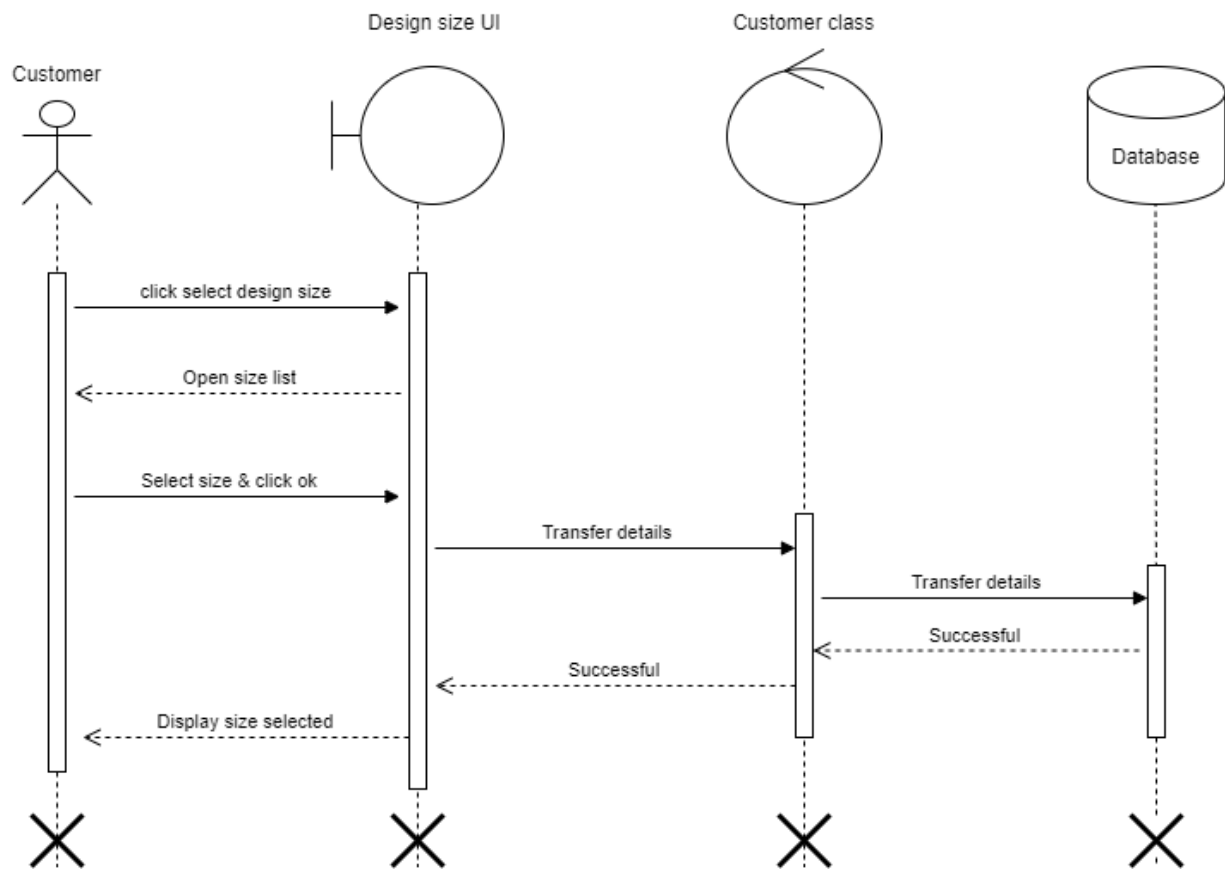 Design size UI
Customer class
Customer
Database
click select design size
Open size list
Select size & click ok
Transfer details
Transfer details
Successful
Successful
Display size selected